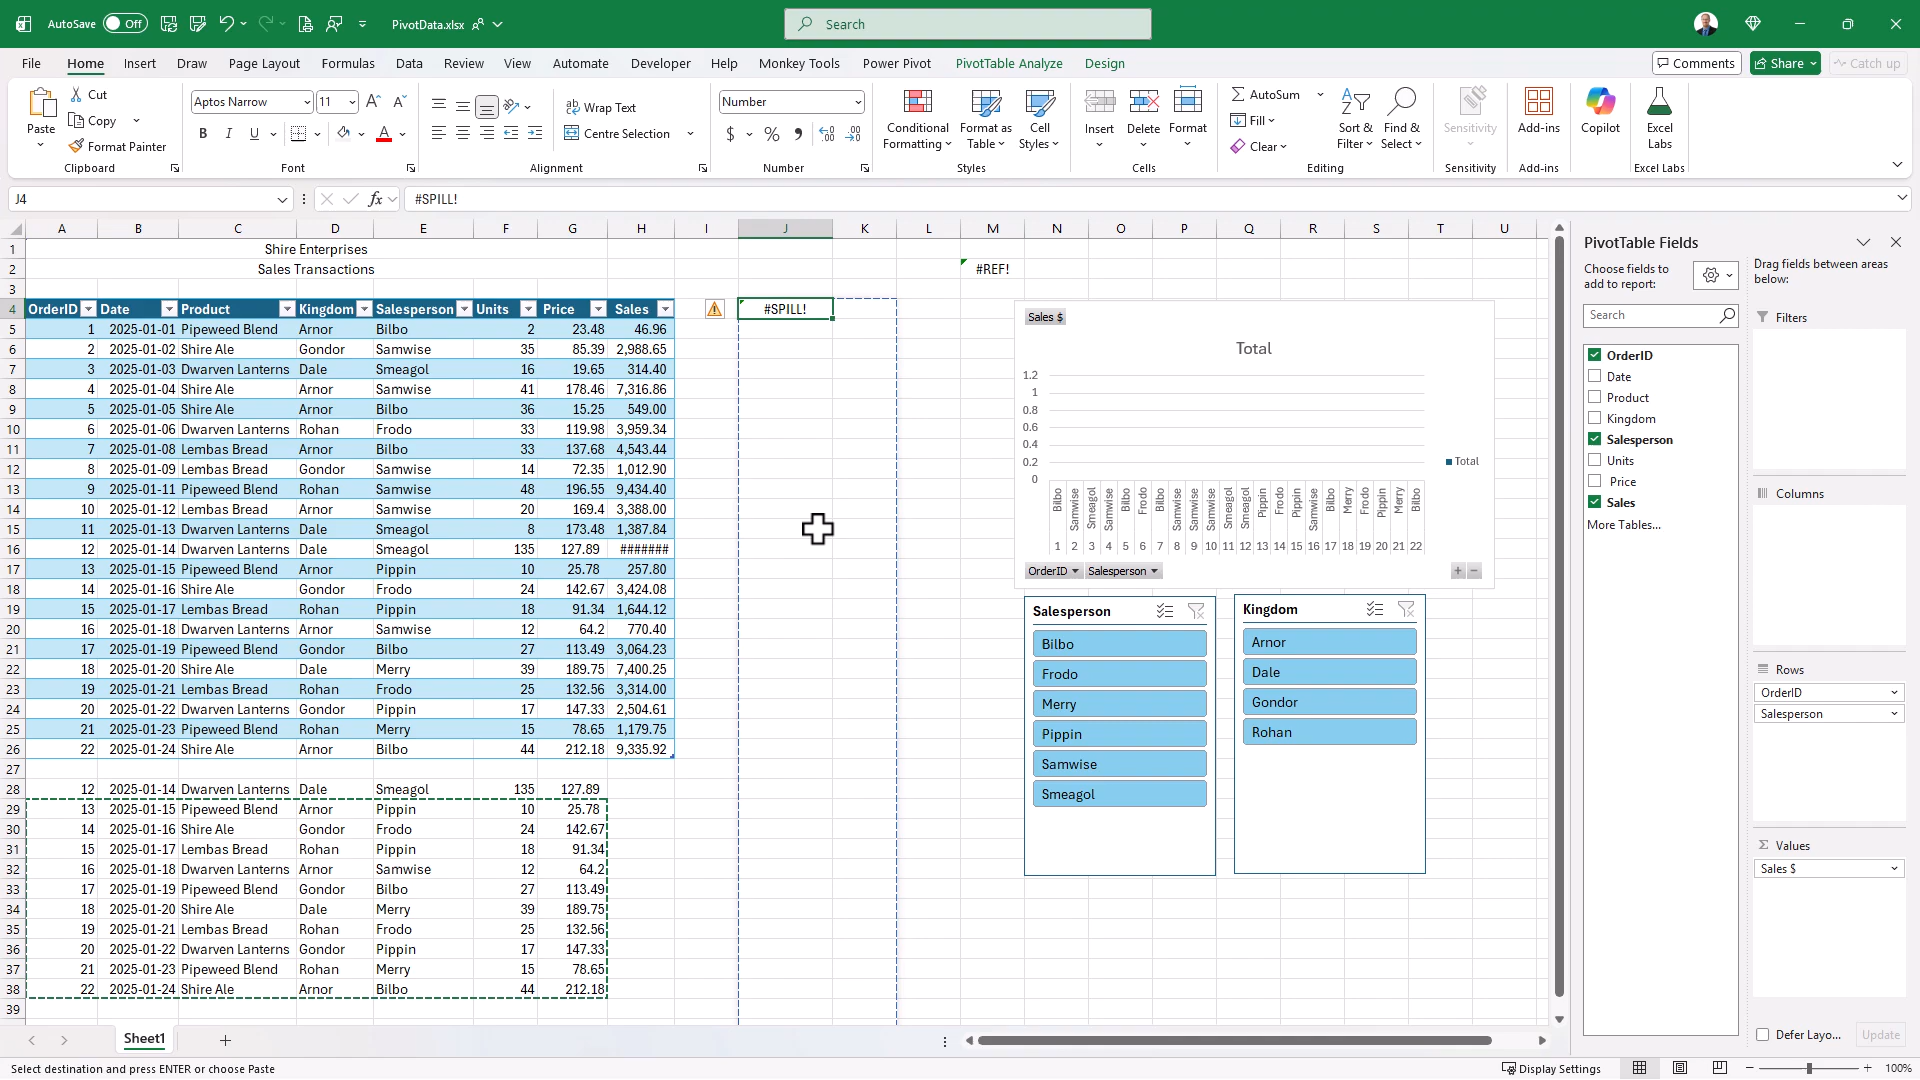 AutoSave Off PivotData.xlsx Search
File Home Insert Draw Page Layout Formulas Data Review View Automate Developer Help Monkey Tools Power Pivot PivotTable Analyze Design Comments Share Catch up
Paste Cut Copy Format Painter Clipboard
Aptos Narrow 11 B I U A Font
Wrap Text Centre Selection Alignment
Number $ % Number
Conditional Formatting Format as Table Cell Styles Styles
Insert Delete Format Cells
AutoSum Fill Clear Sort & Filter Find & Select Editing
Sensitivity Sensitivity
Add-ins Add-ins
Copilot
Excel Labs Excel Labs
J4 fx #SPILL!
A B C D E F G H I J K L M N O P Q R S T U
1 Shire Enterprises
2 Sales Transactions #REF!
3
4 OrderID Date Product Kingdom Salesperson Units Price Sales #SPILL!
5 1 2025-01-01 Pipeweed Blend Arnor Bilbo 2 23.48 46.96
6 2 2025-01-02 Shire Ale Gondor Samwise 35 85.39 2,988.65
7 3 2025-01-03 Dwarven Lanterns Dale Smeagol 16 19.65 314.40
8 4 2025-01-04 Shire Ale Arnor Samwise 41 178.46 7,316.86
9 5 2025-01-05 Shire Ale Arnor Bilbo 36 15.25 549.00
10 6 2025-01-06 Dwarven Lanterns Rohan Frodo 33 119.98 3,959.34
11 7 2025-01-08 Lembas Bread Arnor Bilbo 33 137.68 4,543.44
12 8 2025-01-09 Lembas Bread Gondor Samwise 14 72.35 1,012.90
13 9 2025-01-11 Pipeweed Blend Rohan Samwise 48 196.55 9,434.40
14 10 2025-01-12 Lembas Bread Arnor Samwise 20 169.4 3,388.00
15 11 2025-01-13 Dwarven Lanterns Dale Smeagol 8 173.48 1,387.84
16 12 2025-01-14 Dwarven Lanterns Dale Smeagol 135 127.89 #######
17 13 2025-01-15 Pipeweed Blend Arnor Pippin 10 25.78 257.80
18 14 2025-01-16 Shire Ale Gondor Frodo 24 142.67 3,424.08
19 15 2025-01-17 Lembas Bread Rohan Pippin 18 91.34 1,644.12
20 16 2025-01-18 Dwarven Lanterns Arnor Samwise 12 64.2 770.40
21 17 2025-01-19 Pipeweed Blend Gondor Bilbo 27 113.49 3,064.23
22 18 2025-01-20 Shire Ale Dale Merry 39 189.75 7,400.25
23 19 2025-01-21 Lembas Bread Rohan Frodo 25 132.56 3,314.00
24 20 2025-01-22 Dwarven Lanterns Gondor Pippin 17 147.33 2,504.61
25 21 2025-01-23 Pipeweed Blend Rohan Merry 15 78.65 1,179.75
26 22 2025-01-24 Shire Ale Arnor Bilbo 44 212.18 9,335.92
27
28 12 2025-01-14 Dwarven Lanterns Dale Smeagol 135 127.89
29 13 2025-01-15 Pipeweed Blend Arnor Pippin 10 25.78
30 14 2025-01-16 Shire Ale Gondor Frodo 24 142.67
31 15 2025-01-17 Lembas Bread Rohan Pippin 18 91.34
32 16 2025-01-18 Dwarven Lanterns Arnor Samwise 12 64.2
33 17 2025-01-19 Pipeweed Blend Gondor Bilbo 27 113.49
34 18 2025-01-20 Shire Ale Dale Merry 39 189.75
35 19 2025-01-21 Lembas Bread Rohan Frodo 25 132.56
36 20 2025-01-22 Dwarven Lanterns Gondor Pippin 17 147.33
37 21 2025-01-23 Pipeweed Blend Rohan Merry 15 78.65
38 22 2025-01-24 Shire Ale Arnor Bilbo 44 212.18
39
Sales $
Total
1.2
1
0.8
0.6
0.4
0.2
0
Total
Bilbo Samwise Smeagol Samwise Bilbo Frodo Bilbo Samwise Samwise Samwise Smeagol Smeagol Pippin Frodo Pippin Samwise Bilbo Merry Frodo Pippin Merry Bilbo
1 2 3 4 5 6 7 8 9 10 11 12 13 14 15 16 17 18 19 20 21 22
OrderID Salesperson + −
Salesperson
Bilbo
Frodo
Merry
Pippin
Samwise
Smeagol
Kingdom
Arnor
Dale
Gondor
Rohan
PivotTable Fields
Choose fields to
add to report:
Search
OrderID
Date
Product
Kingdom
Salesperson
Units
Price
Sales
More Tables...
Drag fields between areas
below:
Filters
Columns
Rows
OrderID
Salesperson
Σ Values
Sales $
Defer Layo... Update
Sheet1
Select destination and press ENTER or choose Paste Display Settings 100%